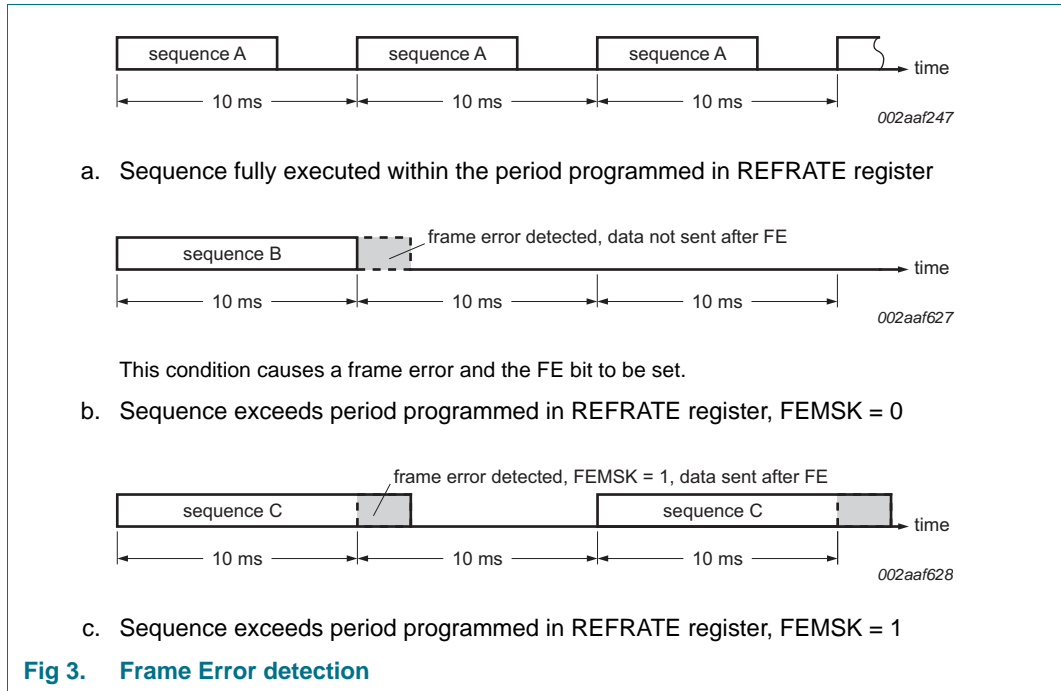 sequence A sequence A sequence A
time
10 ms 10 ms 10 ms
002aaf247
a. Sequence fully executed within the period programmed in REFRATE register
frame error detected, data not sent after FE
sequence B
time
10 ms 10 ms 10 ms
002aaf627
This condition causes a frame error and the FE bit to be set.
b. Sequence exceeds period programmed in REFRATE register, FEMSK = 0
frame error detected, FEMSK = 1, data sent after FE
sequence C sequence C
time
10 ms 10 ms 10 ms
002aaf628
c. Sequence exceeds period programmed in REFRATE register, FEMSK = 1
Fig 3. Frame Error detection